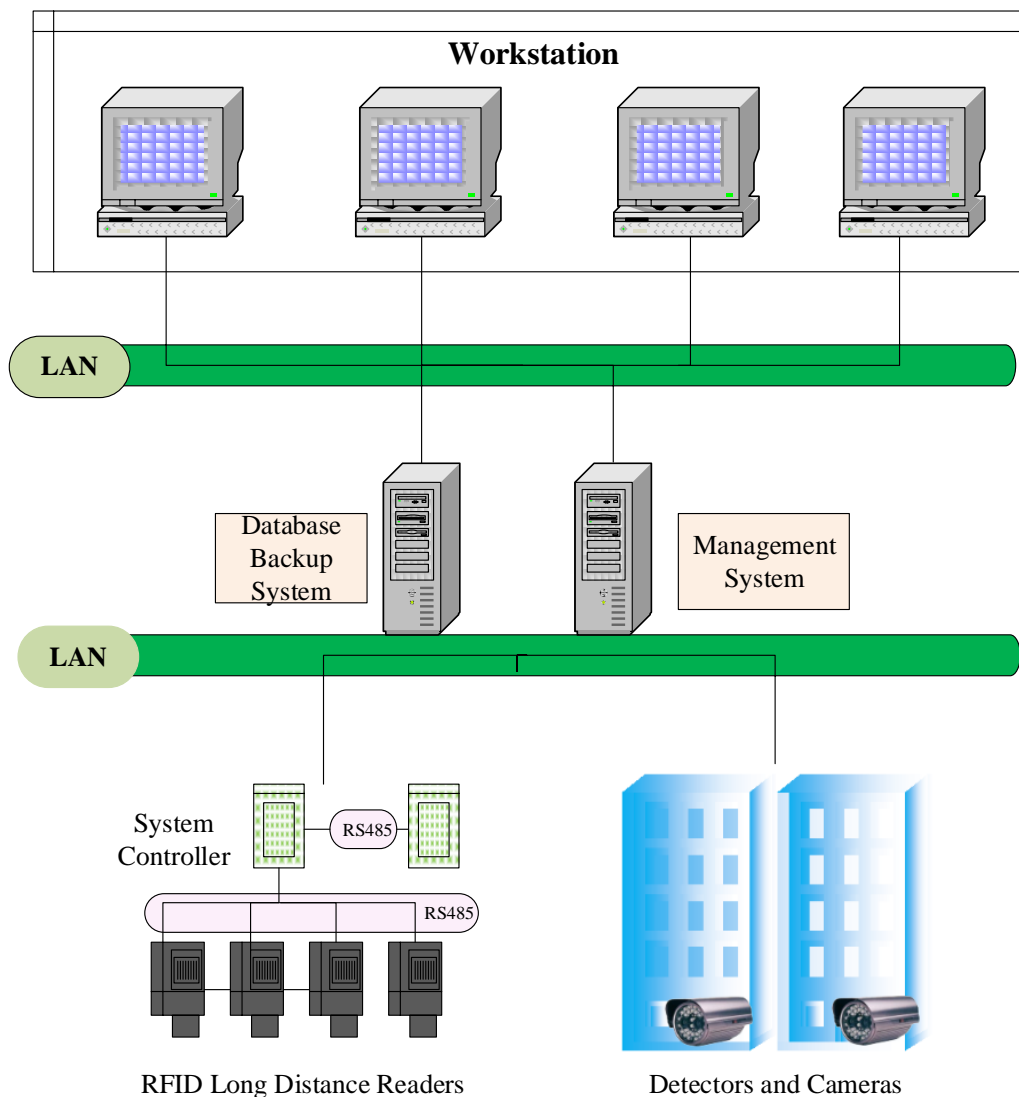 Workstation
LAN
Database
Backup
System
Management
System
LAN
System
Controller
RS485
RS485
RFID Long Distance Readers
Detectors and Cameras